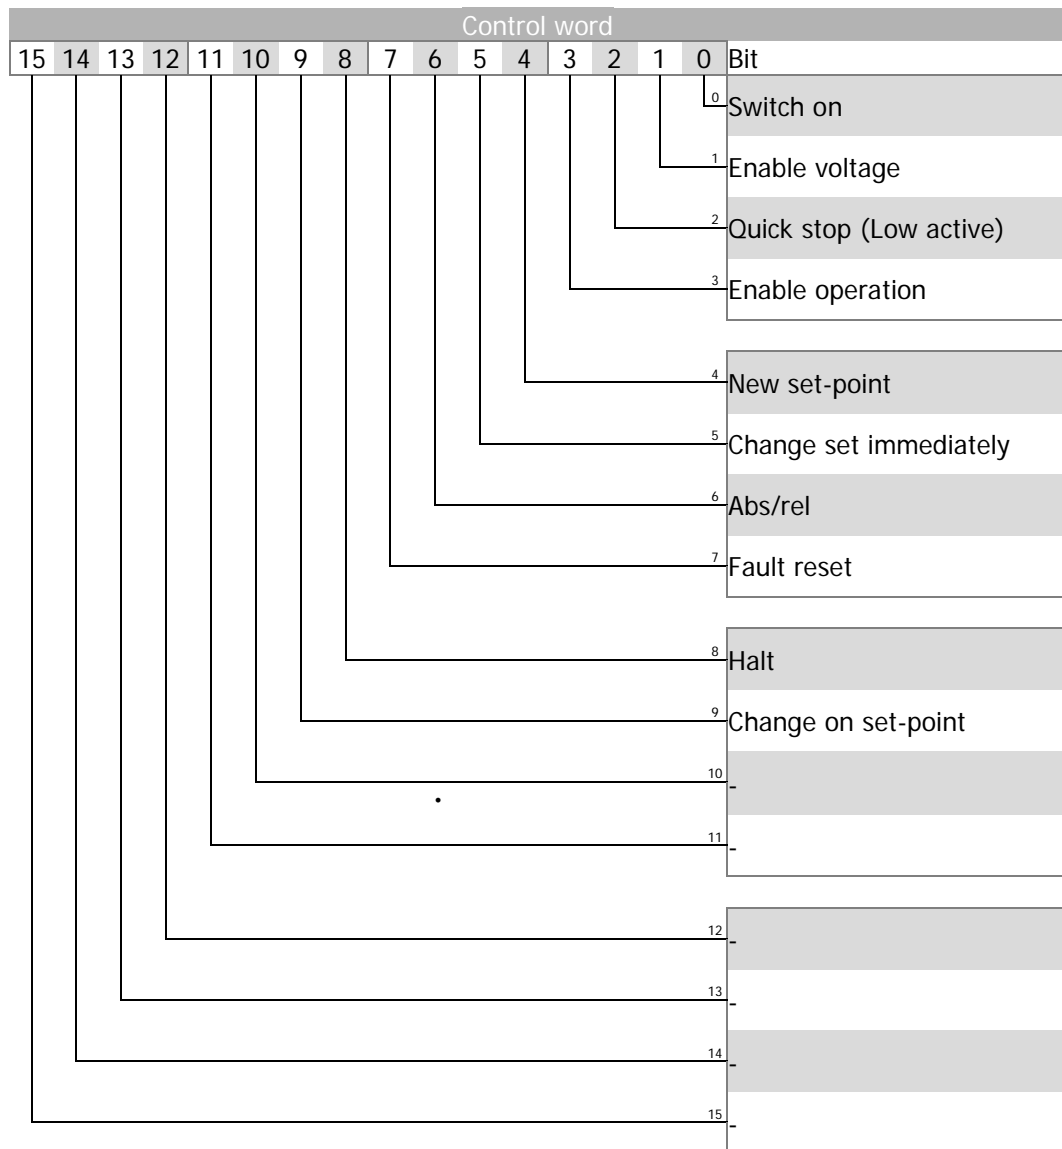 Control word
15 14 13 12 11 10 9 8 7 6 5 4 3 2 1 0 Bit
0 Switch on
1 Enable voltage
2 Quick stop (Low active)
3 Enable operation
4 New set-point
5 Change set immediately
6 Abs/rel
7 Fault reset
8 Halt
9 Change on set-point
10 -
.
11 -
12 -
13 -
14 -
15 -